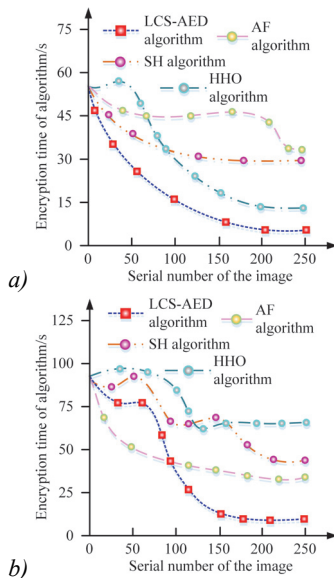 LCS-AED algorithm
AF algorithm
SH algorithm
HHO algorithm
Encryption time of algorithm/s
75
60
45
30
15
0
0 50 100 150 200 250
Serial number of the image
a)
LCS-AED algorithm
AF algorithm
SH algorithm
HHO algorithm
Encryption time of algorithm/s
125
100
75
50
25
0
0 50 100 150 200 250
Serial number of the image
b)